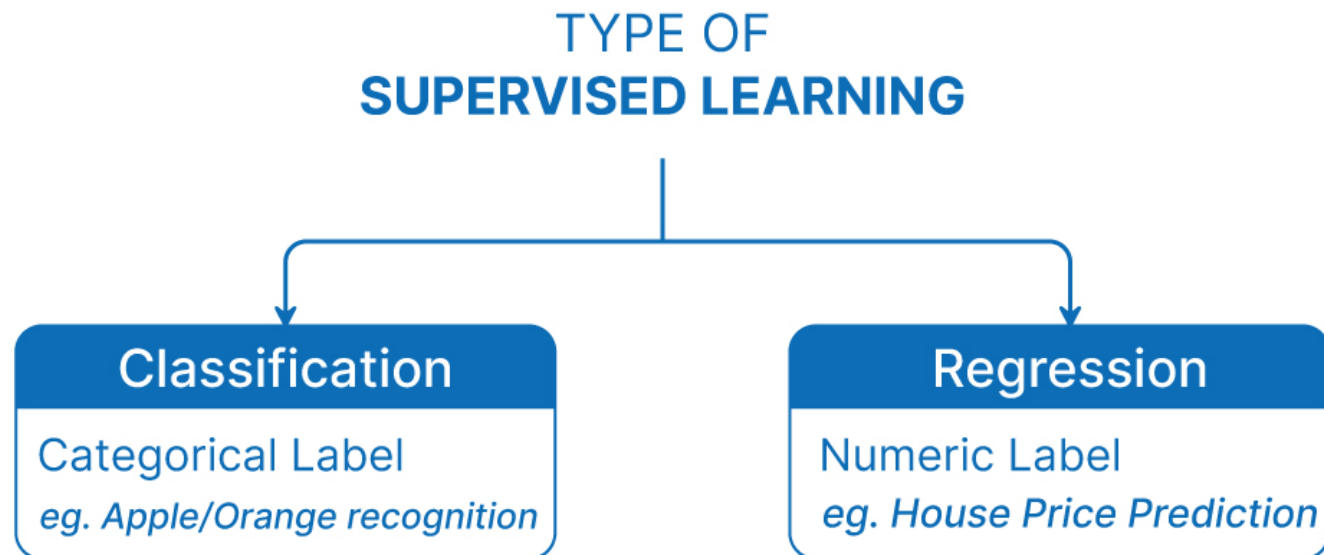 TYPE OF
SUPERVISED LEARNING
Classification
Categorical Label
eg. Apple/Orange recognition
Regression
Numeric Label
eg. House Price Prediction